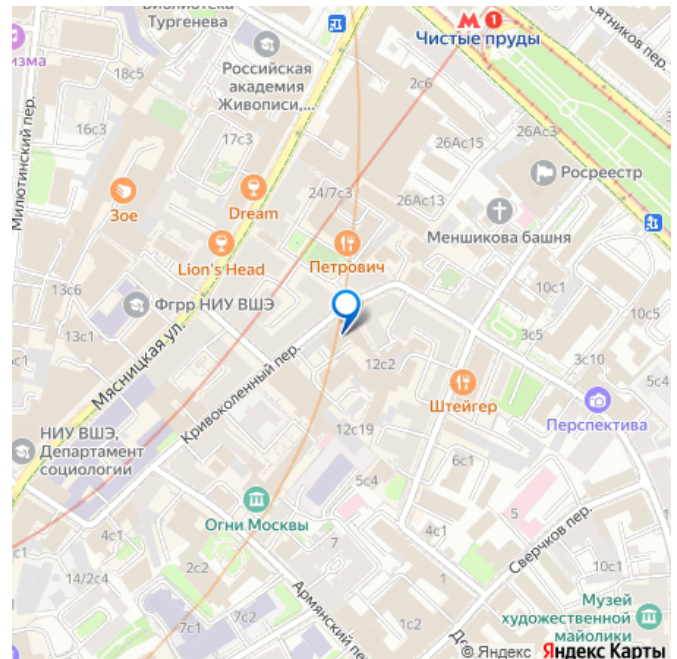 Библиотека
Тургенева
изма
18с5
Российская
академия
Живописи,...
М 1
Чистые пруды
Сятников пер.
2с6
Милютинский пер.
16с3
17с3
26Ас15
26Ас3
Росреестр
Зое
Dream
24/7с3
26Ас13
Меншикова башня
Lion's Head
Петрович
13с6
Фгрр НИУ ВШЭ
10с1
13с1
Мясницкая ул.
3с5
Кривоколенный пер.
12с2
3с10
5с4
Штейгер
Перспектива
НИУ ВШЭ,
Департамент
социологии
12с19
6с1
5с4
Огни Москвы
5
Сверчков пер.
4с1
4с1
7
10с1
14/2с4
2с2
Армянский пер.
1с2
7с1
7с2
Музей
художественной
майолики
© Яндекс Яндекс Карты